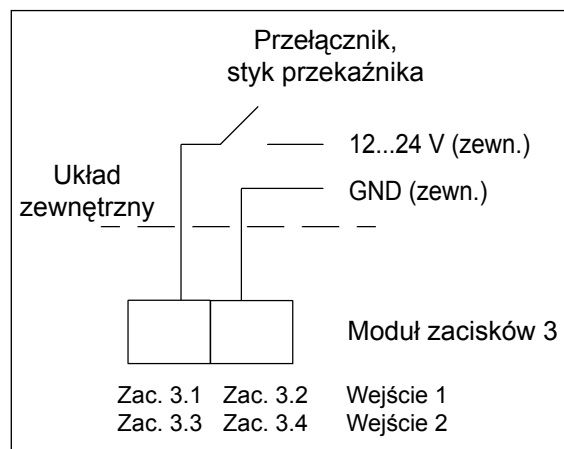 Przełącznik,
styk przekaźnika
12...24 V (zewn.)
Układ
zewnętrzny
GND (zewn.)
Moduł zacisków 3
Zac. 3.1 Zac. 3.2 Wejście 1
Zac. 3.3 Zac. 3.4 Wejście 2